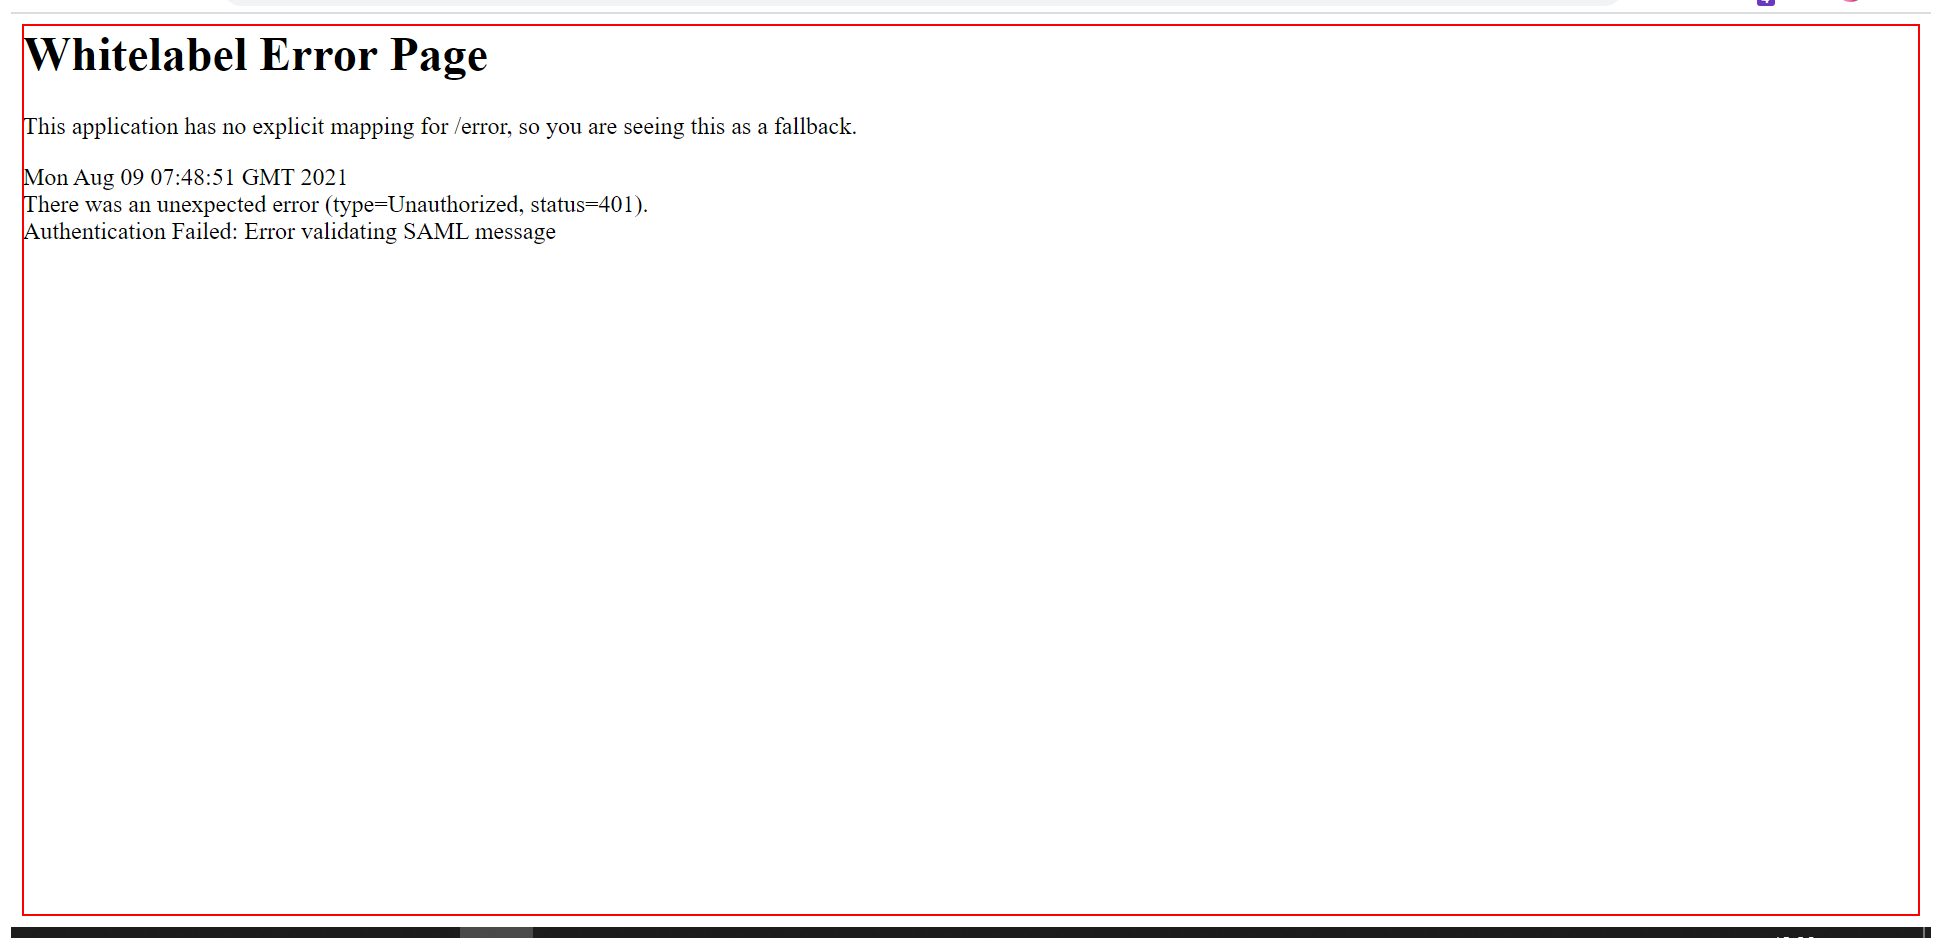 Whitelabel Error Page
This application has no explicit mapping for /error, so you are seeing this as a fallback.
Mon Aug 09 07:48:51 GMT 2021
There was an unexpected error (type=Unauthorized, status=401).
Authentication Failed: Error validating SAML message